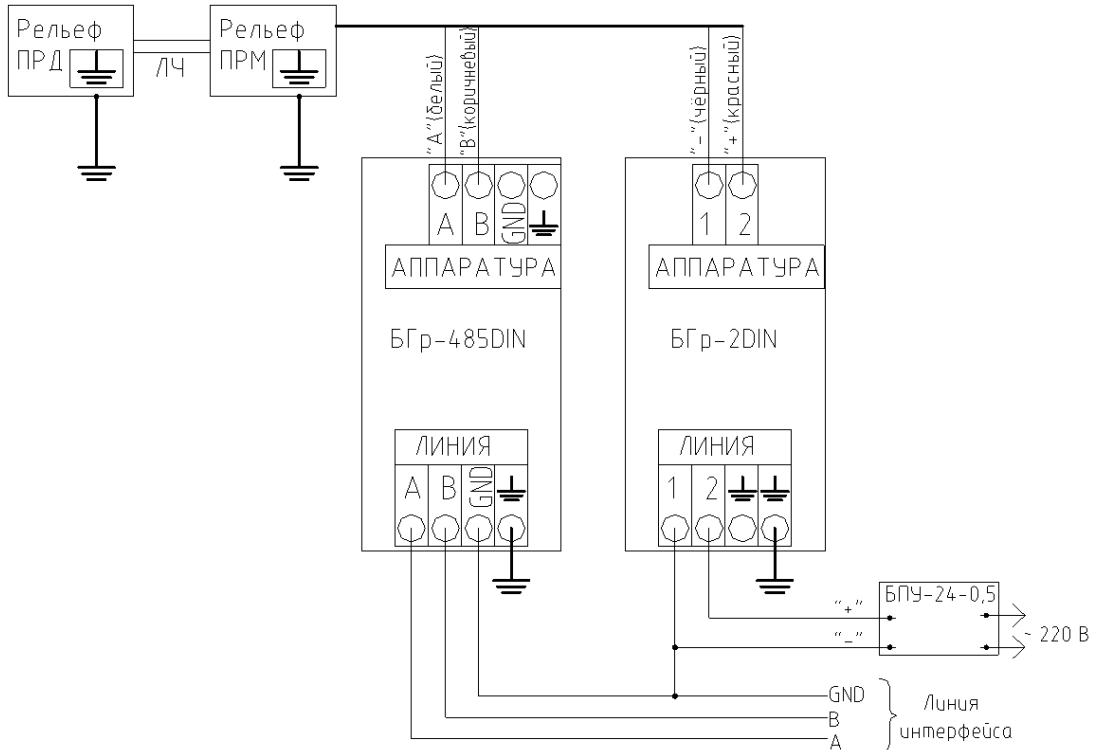 Рельеф
ПРД
ЛЧ
Рельеф
ПРМ
"А"(белый)
"В"(коричневый)
"-"(чёрный)
"+"(красный)
А
В
GND
1
2
АППАРАТУРА
АППАРАТУРА
БГр-485DIN
БГр-2DIN
ЛИНИЯ
ЛИНИЯ
А
В
GND
1
2
БПУ-24-0,5
"+"
"-"
~ 220 В
GND
В
А
Линия
интерфейса